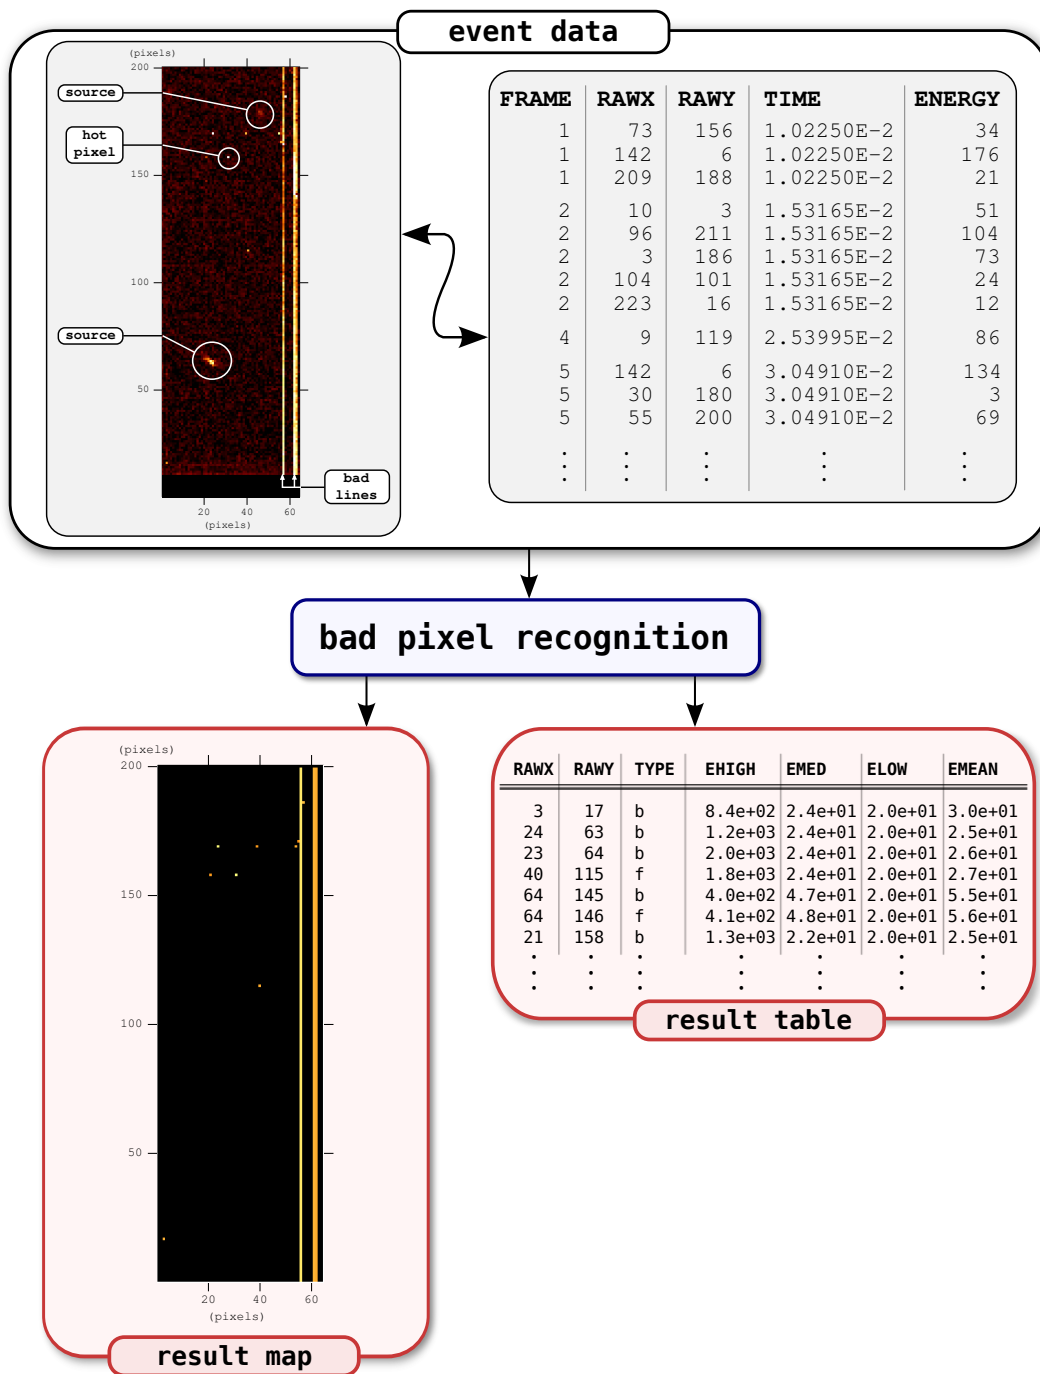 event data
(pixels)
200
150
100
50
20 40 60
(pixels)
source
hot
pixel
source
bad
lines
FRAME RAWX RAWY TIME ENERGY
1 73 156 1.02250E-2 34
1 142 6 1.02250E-2 176
1 209 188 1.02250E-2 21
2 10 3 1.53165E-2 51
2 96 211 1.53165E-2 104
2 3 186 1.53165E-2 73
2 104 101 1.53165E-2 24
2 223 16 1.53165E-2 12
4 9 119 2.53995E-2 86
5 142 6 3.04910E-2 134
5 30 180 3.04910E-2 3
5 55 200 3.04910E-2 69
bad pixel recognition
(pixels)
200
150
100
50
20 40 60
(pixels)
result map
RAWX RAWY TYPE EHIGH EMED ELOW EMEAN
3 17 b 8.4e+02 2.4e+01 2.0e+01 3.0e+01
24 63 b 1.2e+03 2.4e+01 2.0e+01 2.5e+01
23 64 b 2.0e+03 2.4e+01 2.0e+01 2.6e+01
40 115 f 1.8e+03 2.4e+01 2.0e+01 2.7e+01
64 145 b 4.0e+02 4.7e+01 2.0e+01 5.5e+01
64 146 f 4.1e+02 4.8e+01 2.0e+01 5.6e+01
21 158 b 1.3e+03 2.2e+01 2.0e+01 2.5e+01
result table